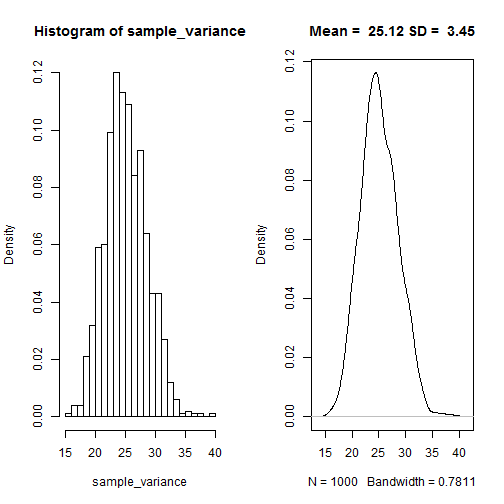 Histogram of sample_variance
Density
0.00 0.02 0.04 0.06 0.08 0.10 0.12
15 20 25 30 35 40
sample_variance
Mean =  25.12 SD =  3.45
Density
0.00 0.02 0.04 0.06 0.08 0.10 0.12
15 20 25 30 35 40
N = 1000   Bandwidth = 0.7811